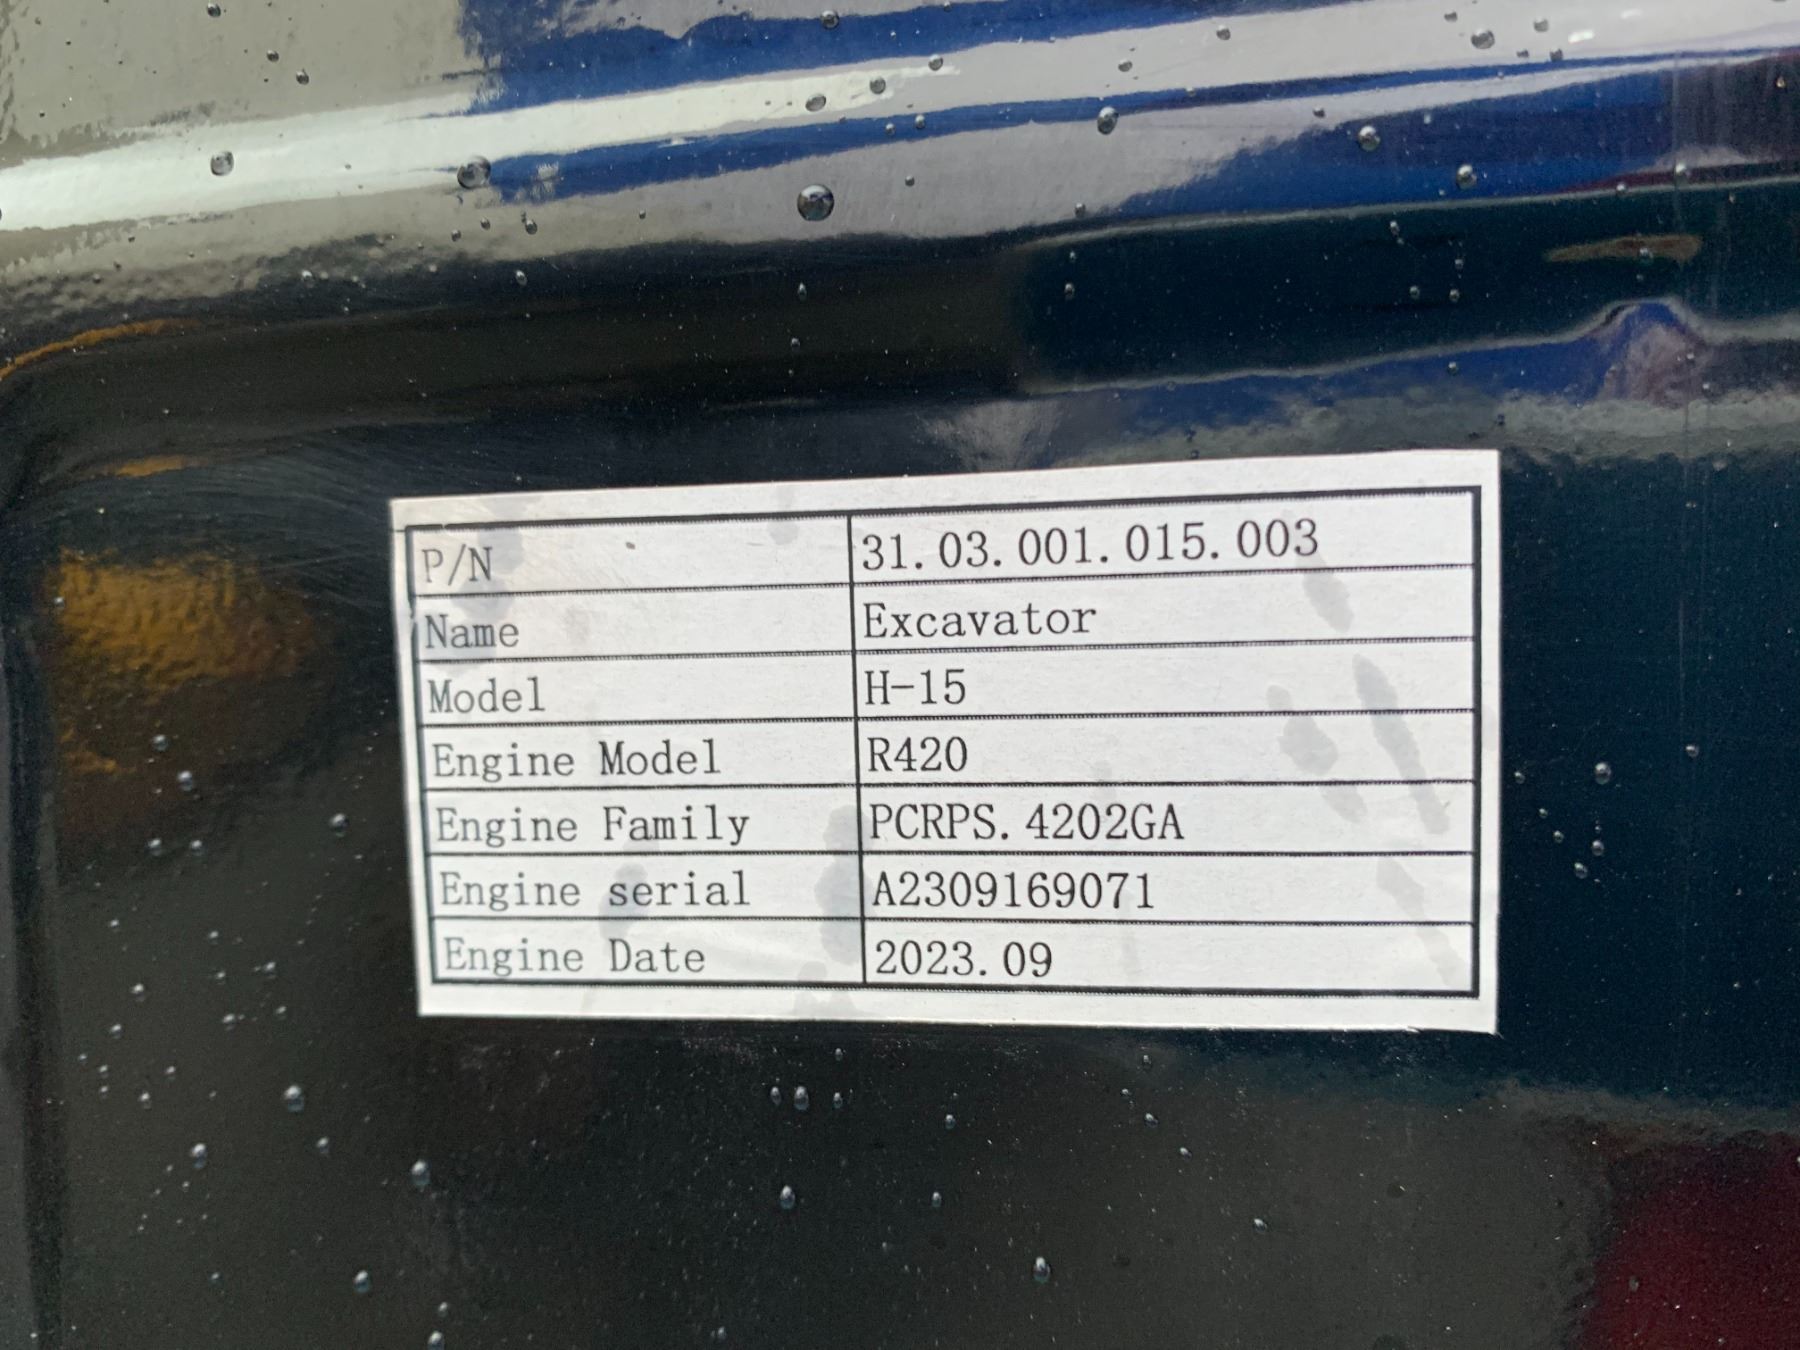 P/N 31.03.001.015.003
Name Excavator
Model H-15
Engine Model R420
Engine Family PCRPS.4202GA
Engine serial A2309169071
Engine Date 2023.09